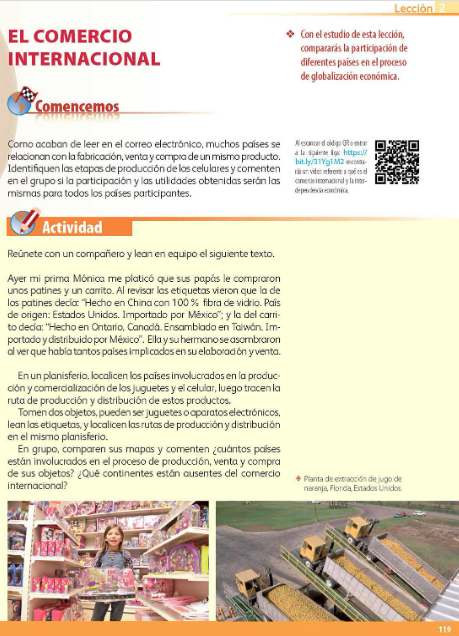 Lección 2
EL COMERCIO
INTERNACIONAL
❖ Con el estudio de esta lección,
compararás la participación de
diferentes países en el proceso
de globalización económica.
Comencemos
Como acaban de leer en el correo electrónico, muchos países se
relacionan con la fabricación, venta y compra de un mismo producto.
Identifiquen las etapas de producción de los celulares y comenten
en el grupo si la participación y las utilidades obtenidas serán las
mismas para todos los países participantes.
Al escanear el código QR o entrar
a la siguiente liga: https://
bit.ly/31Yg1M2 encontra-
rás un video referente a qué es el
comercio internacional y la inter-
dependencia económica.
Actividad
Reúnete con un compañero y lean en equipo el siguiente texto.
Ayer mi prima Mónica me platicó que sus papás le compraron
unos patines y un carrito. Al revisar las etiquetas vieron que la de
los patines decía: “Hecho en China con 100 % fibra de vidrio. País
de origen: Estados Unidos. Importado por México”; y la del carri-
to decía: “Hecho en Ontario, Canadá. Ensamblado en Taiwán. Im-
portado y distribuido por México”. Ella y su hermano se asombraron
al ver que había tantos países implicados en su elaboración y venta.
En un planisferio, localicen los países involucrados en la produc-
ción y comercialización de los juguetes y el celular, luego tracen la
ruta de producción y distribución de estos productos.
Tomen dos objetos, pueden ser juguetes o aparatos electrónicos,
lean las etiquetas, y localicen las rutas de producción y distribución
en el mismo planisferio.
En grupo, comparen sus mapas y comenten ¿cuántos países
están involucrados en el proceso de producción, venta y compra
de sus objetos? ¿Qué continentes están ausentes del comercio
internacional?
Planta de extracción de jugo de
naranja, Florida, Estados Unidos.
119